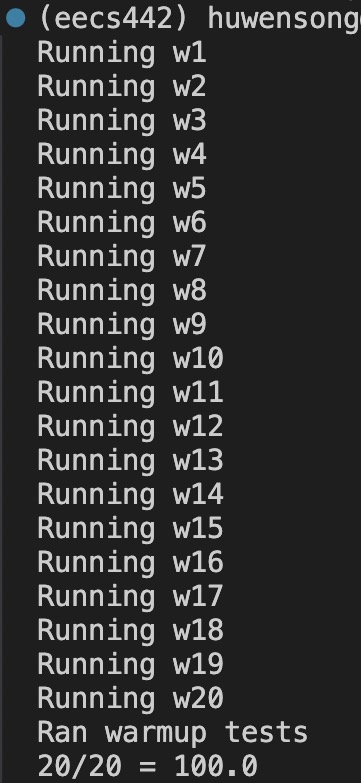 (eecs442) huwensong
Running w1
Running w2
Running w3
Running w4
Running w5
Running w6
Running w7
Running w8
Running w9
Running w10
Running w11
Running w12
Running w13
Running w14
Running w15
Running w16
Running w17
Running w18
Running w19
Running w20
Ran warmup tests
20/20 = 100.0